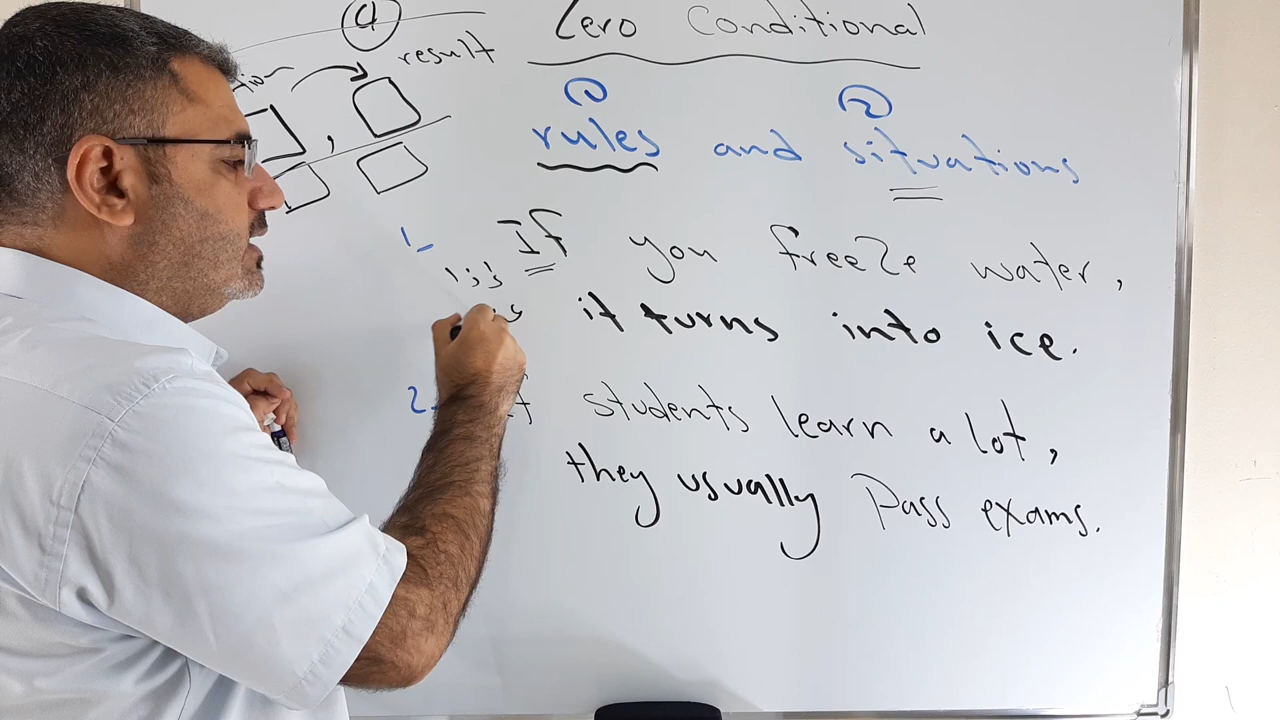 Zero Conditional
result
1 2
rules and situations
1- إذا If you freeze water,
it turns into ice.
2- If students learn a lot,
they usually Pass exams.